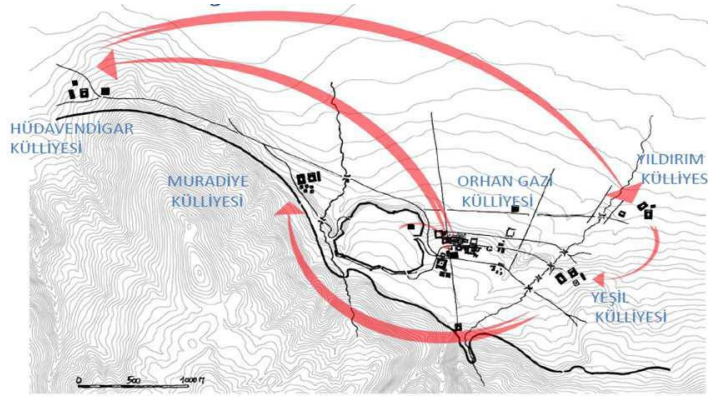 HÜDAVENDİGAR
KÜLLİYESİ
MURADİYE
KÜLLİYESİ
ORHAN GAZİ
KÜLLİYESİ
YILDIRIM
KÜLLİYES
YEŞİL
KÜLLİYESİ
0 500 1000 M